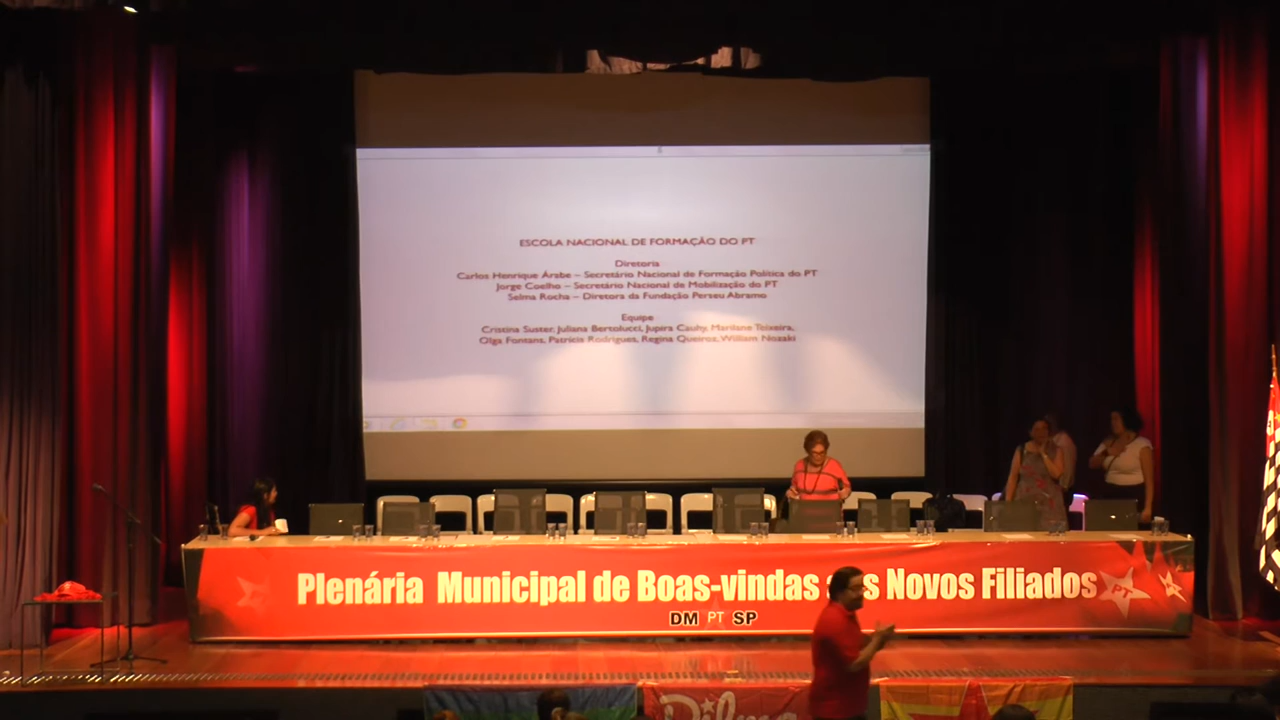 ESCOLA NACIONAL DE FORMAÇÃO DO PT
Diretoria
Carlos Henrique Árabe – Secretário Nacional de Formação Política do PT
Jorge Coelho – Secretário Nacional de Mobilização do PT
Selma Rocha – Diretora da Fundação Perseu Abramo
Equipe
Cristina Suster, Juliana Bertolucci, Jupira Cauhy, Marilane Teixeira,
Olga Fontana, Patrícia Rodrigues, Regina Queiroz, William Nozaki
Plenária Municipal de Boas-vindas s Novos Filiados
PT
DM PT SP
Dilma